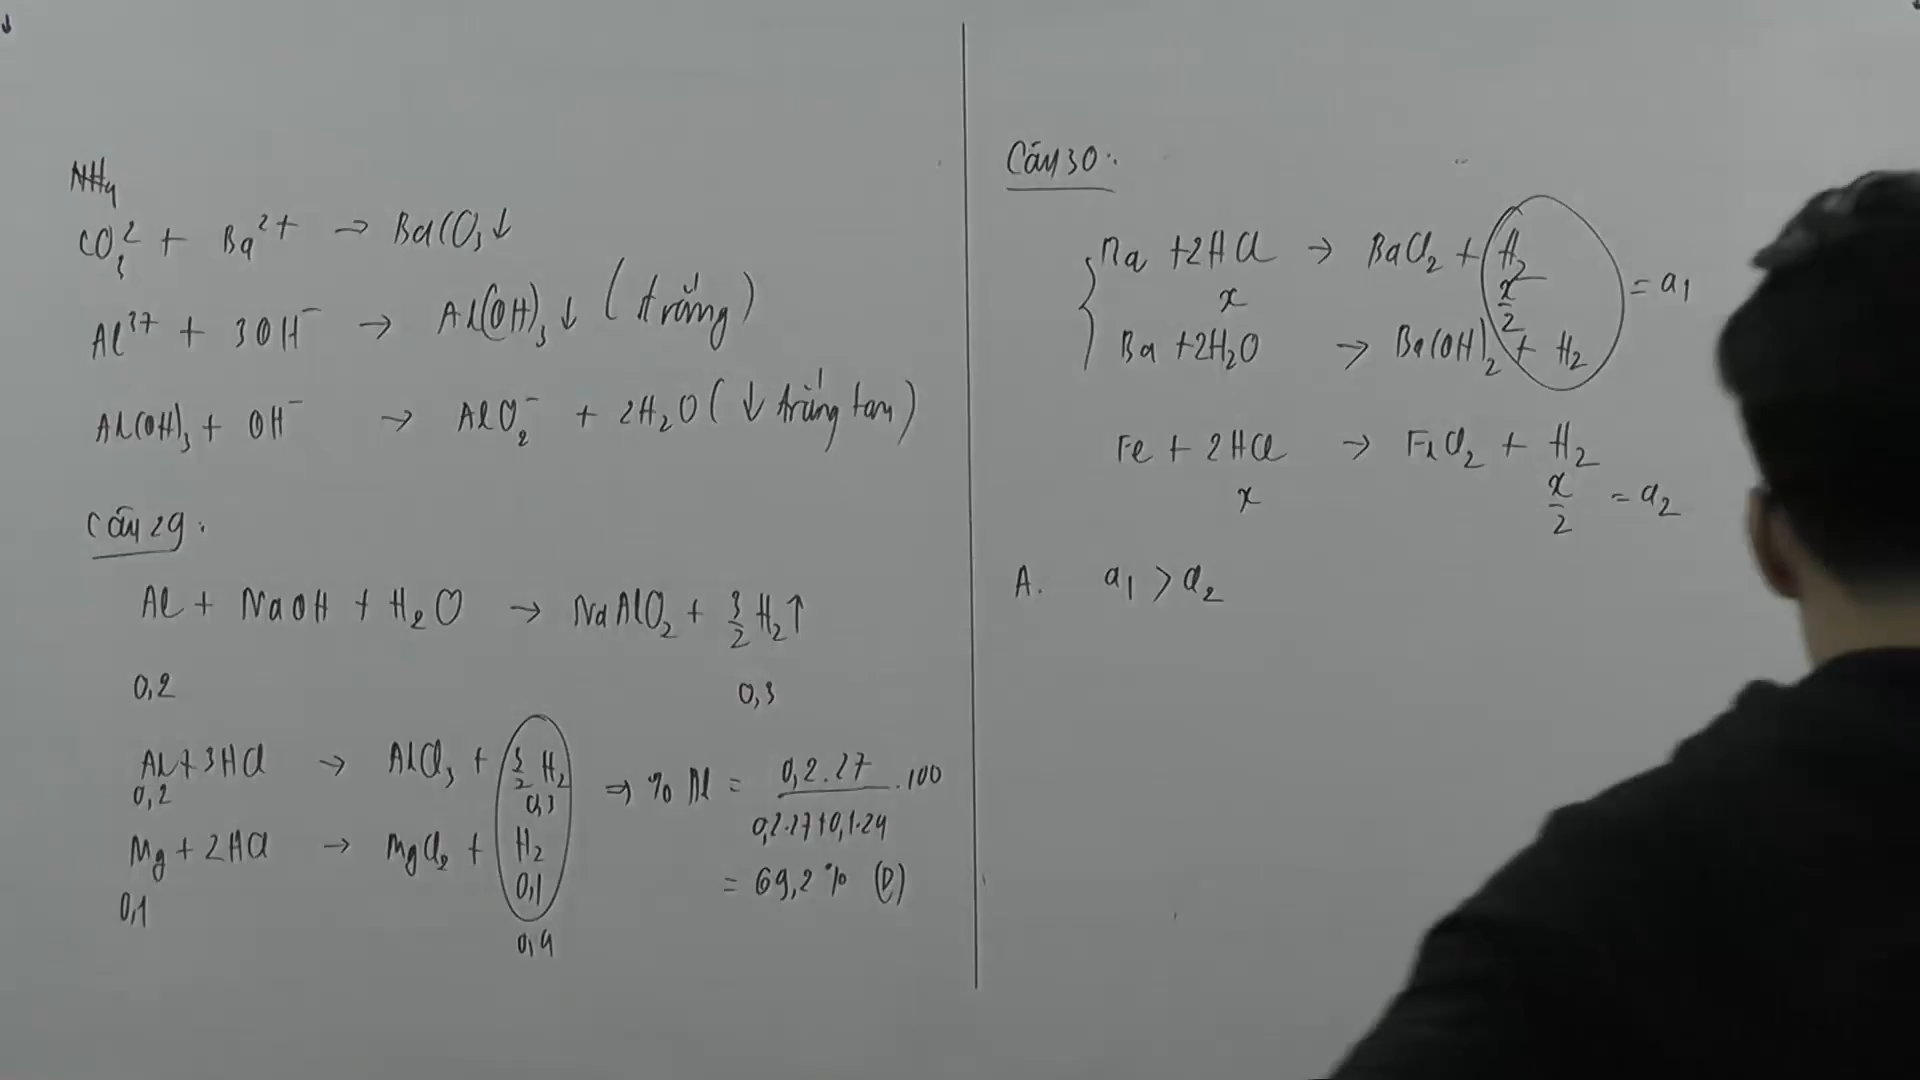 NH4
CO3^2 + Ba^2+ → BaCO3↓
Al^3+ + 3OH^- → Al(OH)3↓ (trắng)
Al(OH)3 + OH^- → AlO2^- + 2H2O (↓ trắng tan)
Câu 29:
Al + NaOH + H2O → NaAlO2 + 3/2 H2↑
0,2 0,3
Al + 3HCl → AlCl3 + 3/2 H2 ⇒ % Al = 0,2.27/(0,2.27+0,1.24) .100
0,2 0,3
Mg + 2HCl → MgCl2 + H2
= 69,2%
0,1 0,1
0,4
Câu 30:
Ba + 2HCl → BaCl2 + H2
x x/2 = a1
Ba + 2H2O → Ba(OH)2 + H2
Fe + 2HCl → FeCl2 + H2
x x/2 = a2
A. a1 > a2